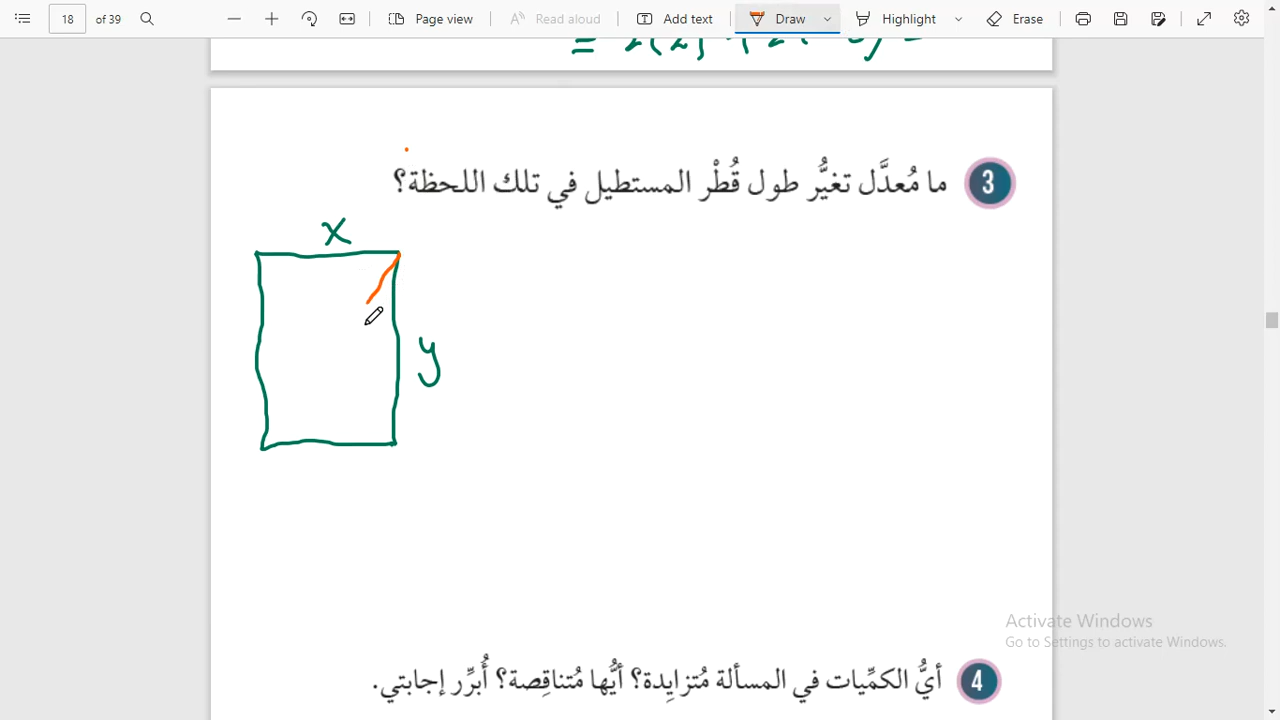 18 of 39 Page view Read aloud Add text Draw Highlight Erase
3 ما مُعدَّل تغيُّر طول قُطْر المستطيل في تلك اللحظة؟
x
y
Activate Windows
Go to Settings to activate Windows.
4 أيُّ الكمِّيات في المسألة مُتزايِدة؟ أيُّها مُتناقِصة؟ أُبرِّر إجابتي.